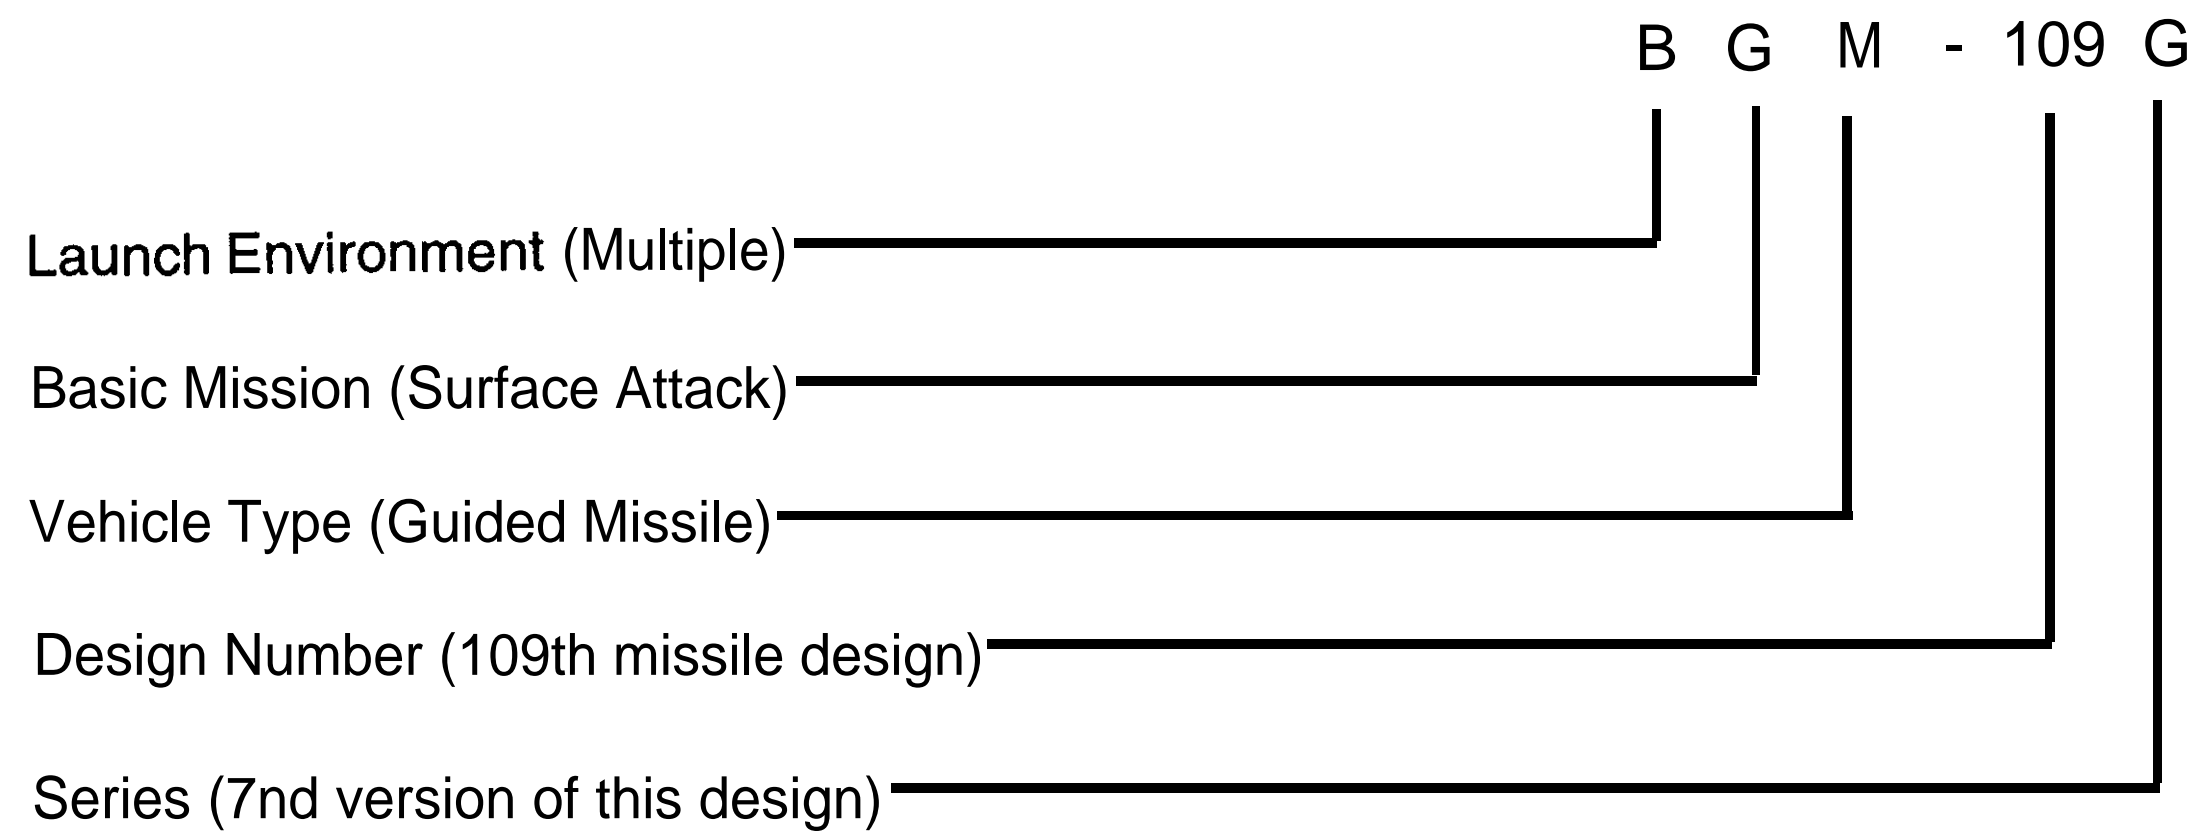 B G M - 109 G
Launch Environment (Multiple)
Basic Mission (Surface Attack)
Vehicle Type (Guided Missile)
Design Number (109th missile design)
Series (7nd version of this design)